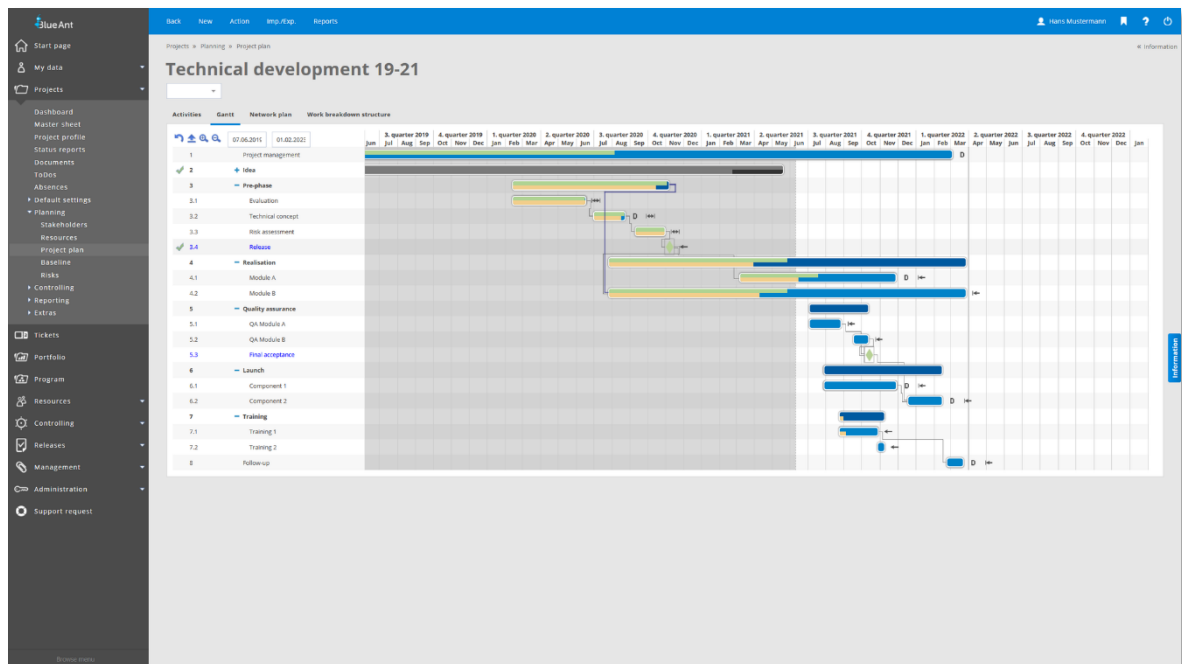 BlueAnt
Back New Action Imp./Exp. Reports
Hans Mustermann ?
Start page
My data
Projects
Dashboard
Master sheet
Project profile
Status reports
Documents
ToDos
Absences
Default settings
Planning
Stakeholders
Resources
Project plan
Baseline
Risks
Controlling
Reporting
Extras
Tickets
Portfolio
Program
Resources
Controlling
Releases
Management
Administration
Support request
Browse menu
Projects » Planning » Project plan
« Information
Technical development 19-21
Activities Gantt Network plan Work breakdown structure
3. quarter 2019 4. quarter 2019 1. quarter 2020 2. quarter 2020 3. quarter 2020 4. quarter 2020 1. quarter 2021 2. quarter 2021 3. quarter 2021 4. quarter 2021 1. quarter 2022 2. quarter 2022 3. quarter 2022 4. quarter 2022
07.06.2019 01.02.2023
Jun Jul Aug Sep Oct Nov Dec Jan Feb Mar Apr May Jun Jul Aug Sep Oct Nov Dec Jan Feb Mar Apr May Jun Jul Aug Sep Oct Nov Dec Jan Feb Mar Apr May Jun Jul Aug Sep Oct Nov Dec Jan
1 Project management D
2 Idea
3 Pre-phase
3.1 Evaluation
3.2 Technical concept D
3.3 Risk assessment
2.4 Release
4 Realisation
4.1 Module A D
4.2 Module B
5 Quality assurance
5.1 QA Module A
5.2 QA Module B
5.3 Final acceptance
6 Launch
6.1 Component 1 D
6.2 Component 2 D
7 Training
7.1 Training 1
7.2 Training 2
8 Follow-up D
Information